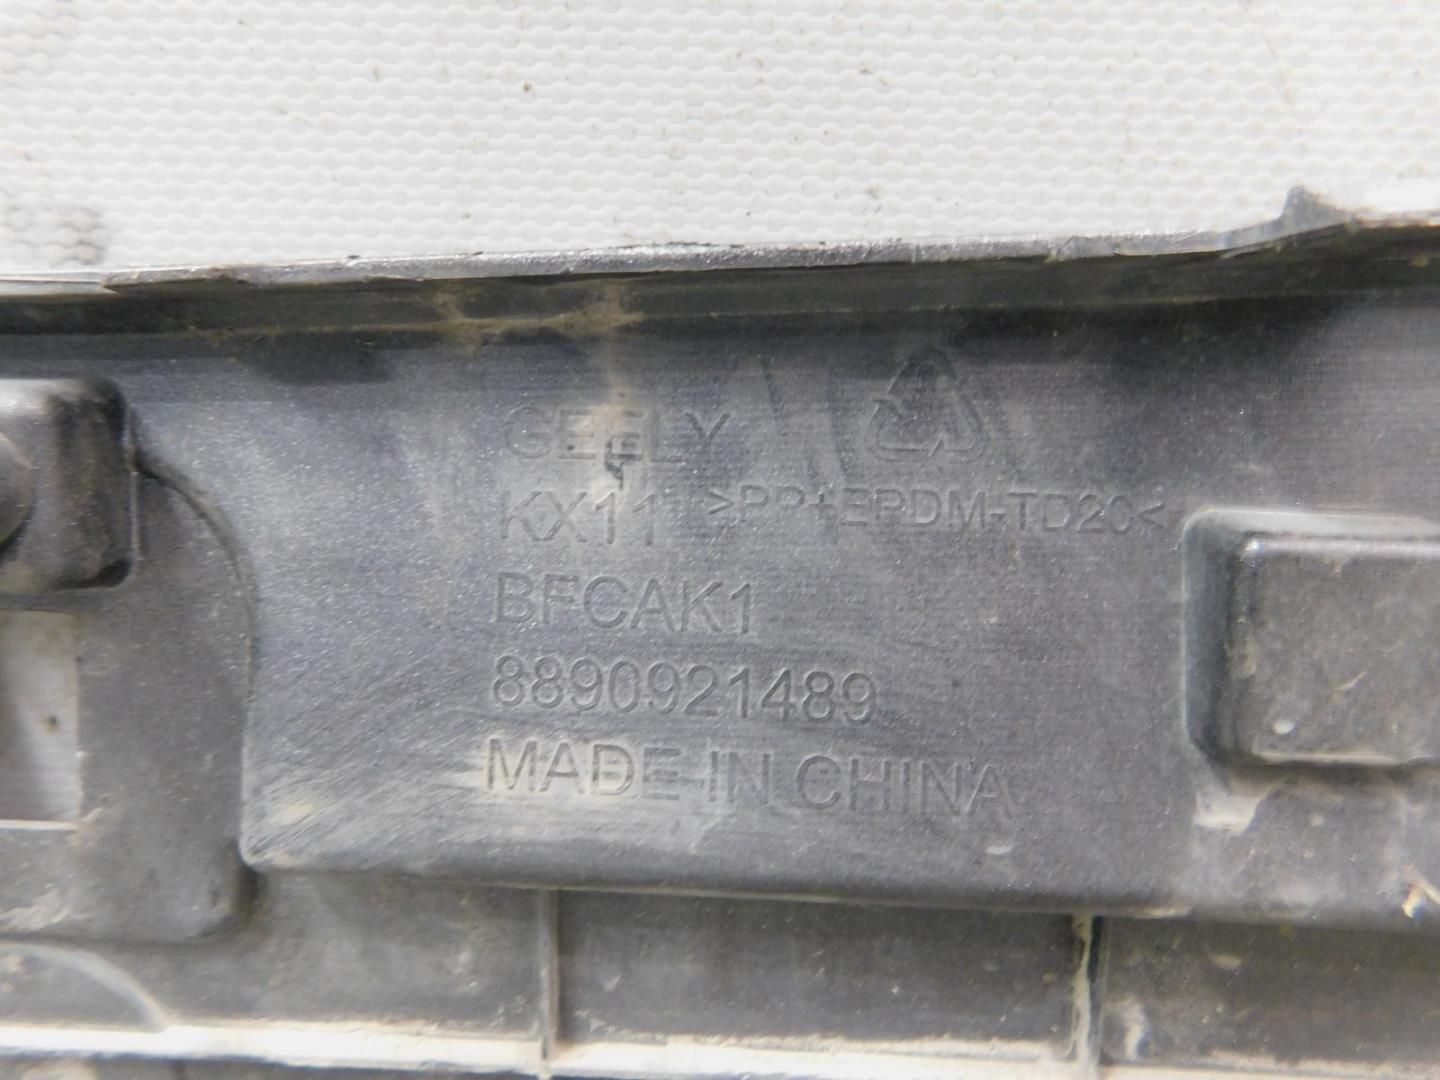 GEELY
KX11 >PP+EPDM-TD20<
BFCAK1
8890921489
MADE IN CHINA